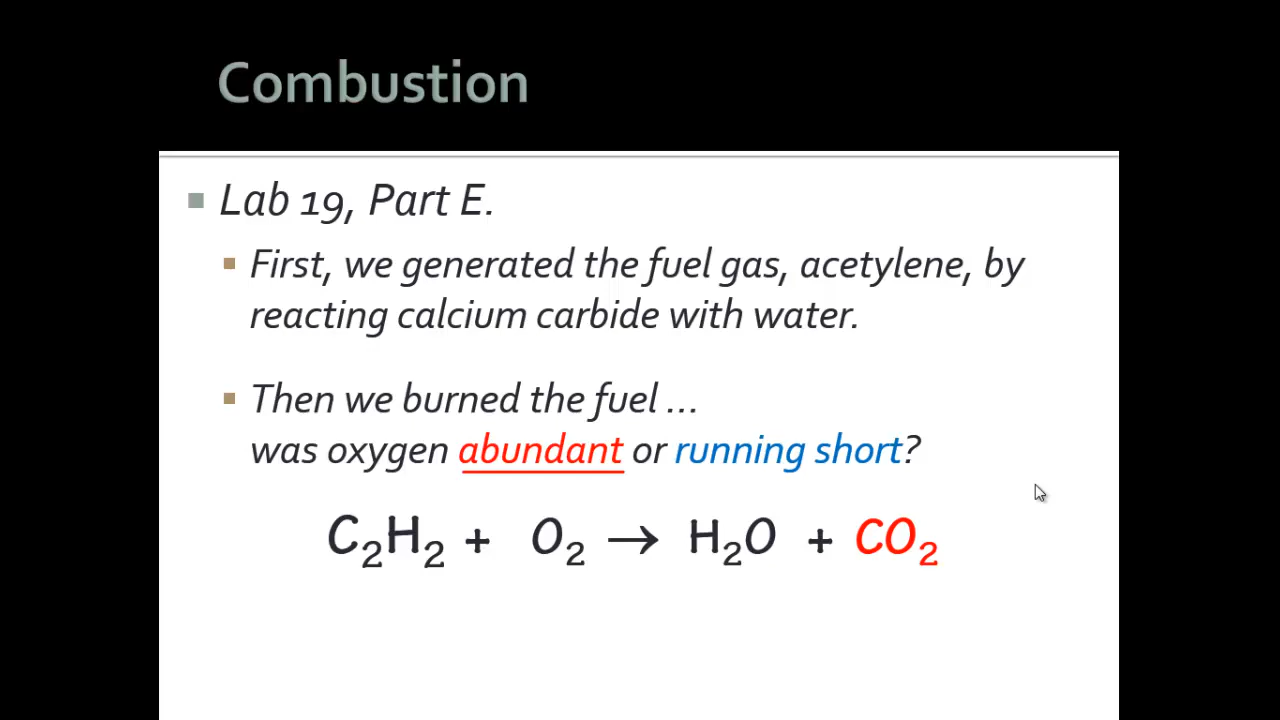 Combustion
Lab 19, Part E.
First, we generated the fuel gas, acetylene, by
reacting calcium carbide with water.
Then we burned the fuel ...
was oxygen abundant or running short?
C₂H₂ + O₂ → H₂O + CO₂